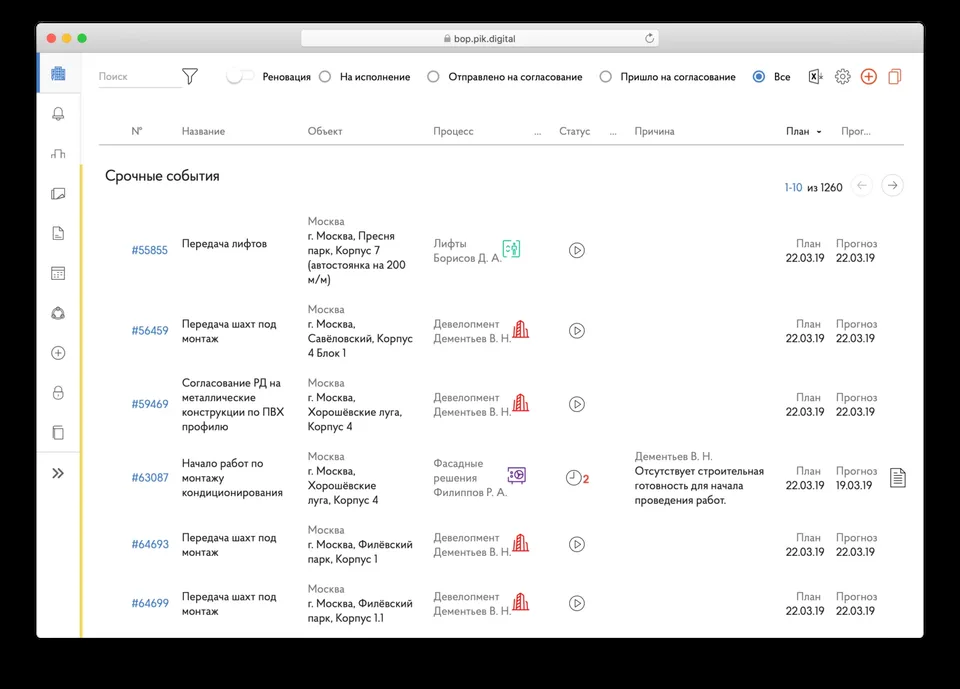 bop.pik.digital
Поиск
Реновация
На исполнение
Отправлено на согласование
Пришло на согласование
Все
N°
Название
Объект
Процесс
...
Статус
...
Причина
План
Прог...
Срочные события
1-10 из 1260
#55855
Передача лифтов
Москва
г. Москва, Пресня
парк, Корпус 7
(автостоянка на 200
м/м)
Лифты
Борисов Д. А.
План
22.03.19
Прогноз
22.03.19
#56459
Передача шахт под
монтаж
Москва
г. Москва,
Савёловский, Корпус
4 Блок 1
Девелопмент
Дементьев В. Н.
План
22.03.19
Прогноз
22.03.19
#59469
Согласование РД на
металлические
конструкции по ПВХ
профилю
Москва
г. Москва,
Хорошёвские луга,
Корпус 4
Девелопмент
Дементьев В. Н.
План
22.03.19
Прогноз
22.03.19
#63087
Начало работ по
монтажу
кондиционирования
Москва
г. Москва,
Хорошёвские
луга, Корпус 4
Фасадные
решения
Филиппов Р. А.
2
Дементьев В. Н.
Отсутствует строительная
готовность для начала
проведения работ.
План
22.03.19
Прогноз
19.03.19
#64693
Передача шахт под
монтаж
Москва
г. Москва, Филёвский
парк, Корпус 1
Девелопмент
Дементьев В. Н.
План
22.03.19
Прогноз
22.03.19
#64699
Передача шахт под
монтаж
Москва
г. Москва, Филёвский
парк, Корпус 1.1
Девелопмент
Дементьев В. Н.
План
22.03.19
Прогноз
22.03.19